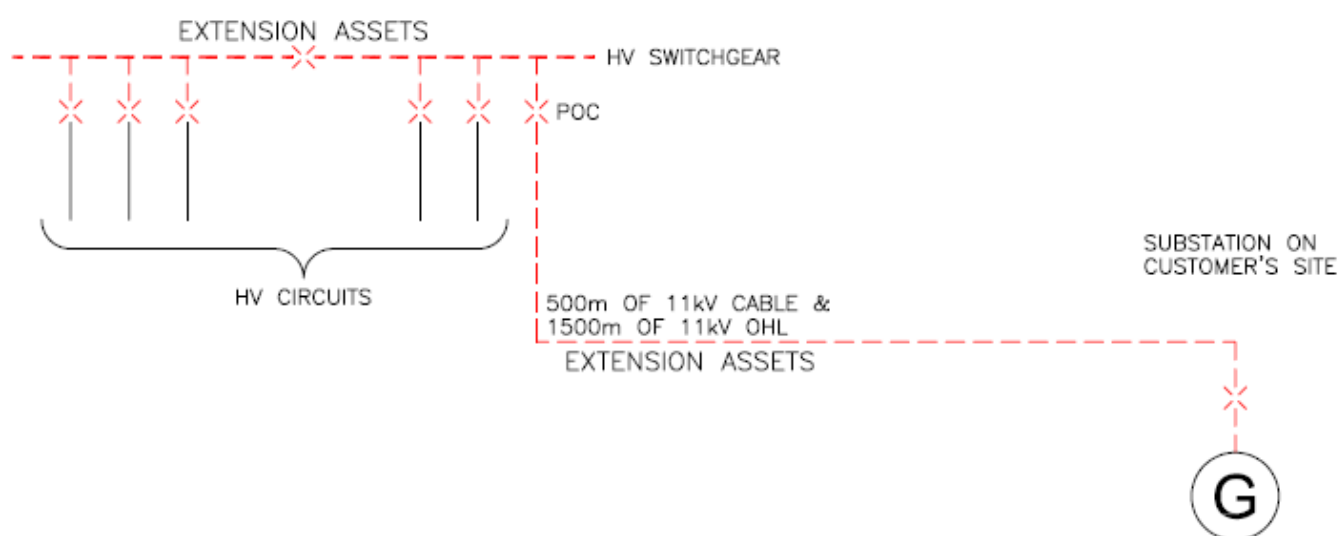 EXTENSION ASSETS
HV SWITCHGEAR
POC
HV CIRCUITS
SUBSTATION ON
CUSTOMER'S SITE
500m OF 11kV CABLE &
1500m OF 11kV OHL
EXTENSION ASSETS
G